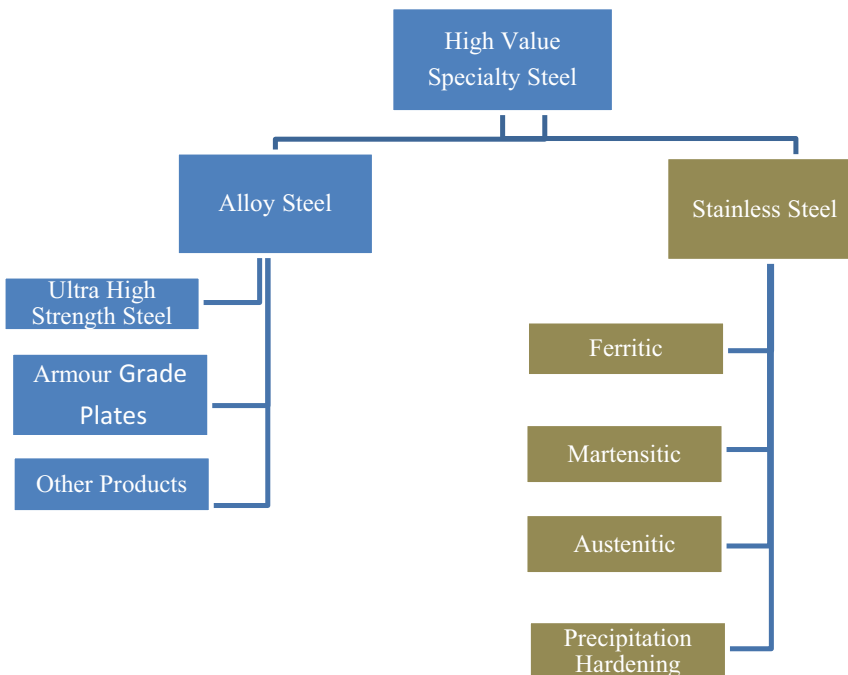 High Value
Specialty Steel
Alloy Steel
Stainless Steel
Ultra High
Strength Steel
Armour Grade
Plates
Other Products
Ferritic
Martensitic
Austenitic
Precipitation
Hardening